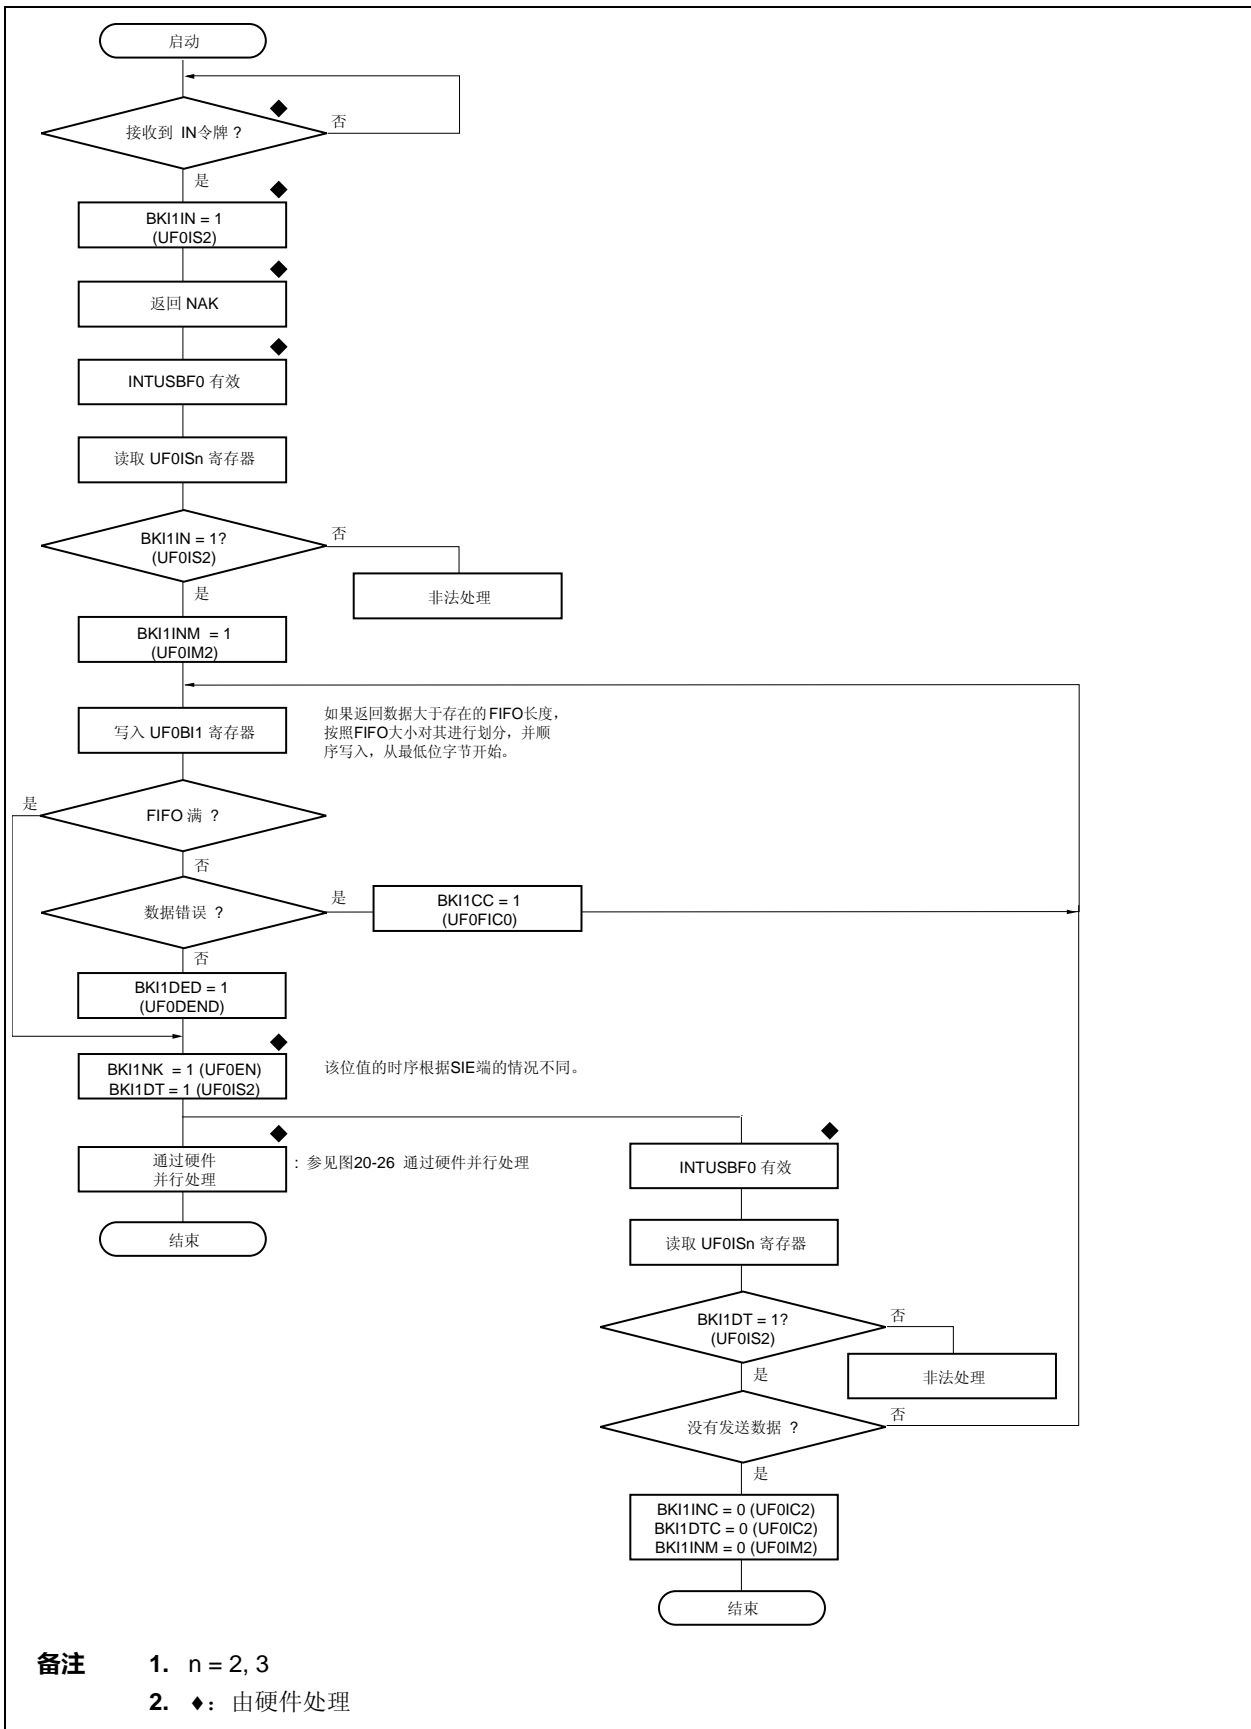 启动
接收到 IN令牌 ?
否
是
BKI1IN = 1
(UF0IS2)
返回 NAK
INTUSBF0 有效
读取 UF0ISn 寄存器
BKI1IN = 1?
(UF0IS2)
否
非法处理
是
BKI1INM = 1
(UF0IM2)
写入 UF0BI1 寄存器
如果返回数据大于存在的FIFO长度，
按照FIFO大小对其进行划分，并顺
序写入，从最低位字节开始。
是
FIFO 满 ?
否
数据错误 ?
是
BKI1CC = 1
(UF0FIC0)
否
BKI1DED = 1
(UF0DEND)
BKI1NK = 1 (UF0EN)
BKI1DT = 1 (UF0IS2)
该位值的时序根据SIE端的情况不同。
通过硬件
并行处理
: 参见图20-26 通过硬件并行处理
结束
INTUSBF0 有效
读取 UF0ISn 寄存器
BKI1DT = 1?
(UF0IS2)
否
非法处理
是
没有发送数据 ?
否
是
BKI1INC = 0 (UF0IC2)
BKI1DTC = 0 (UF0IC2)
BKI1INM = 0 (UF0IM2)
结束
备注 1. n = 2, 3
2. ♦：由硬件处理